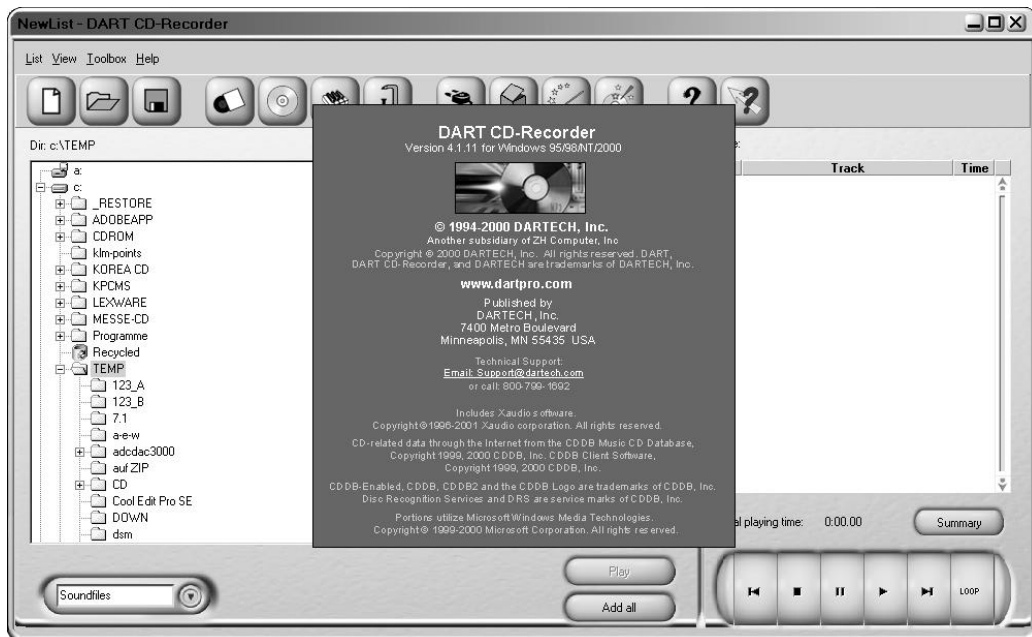 NewList - DART CD-Recorder
List View Toolbox Help
Dir: c:\TEMP
a:
c:
_RESTORE
ADOBEAPP
CDROM
klm-points
KOREA CD
KPCMS
LEXWARE
MESSE-CD
Programme
Recycled
TEMP
123_A
123_B
7.1
a-e-w
adcdac3000
auf ZIP
CD
Cool Edit Pro SE
DOWN
dsm
Soundfiles
DART CD-Recorder
Version 4.1.11 for Windows 95/98/NT/2000
© 1994-2000 DARTECH, Inc.
Another subsidiary of ZH Computer, Inc
Copyright © 2000 DARTECH, Inc. All rights reserved. DART,
DART CD-Recorder, and DARTECH are trademarks of DARTECH, Inc.
www.dartpro.com
Published by
DARTECH, Inc.
7400 Metro Boulevard
Minneapolis, MN 55435 USA
Technical Support:
Email: Support@dartech.com
or call: 800-799-1692
Includes Xaudio software.
Copyright © 1996-2001 Xaudio corporation. All rights reserved.
CD-related data through the Internet from the CDDB Music CD Database,
Copyright 1999, 2000 CDDB, Inc. CDDB Client Software,
Copyright 1999, 2000 CDDB, Inc.
CDDB-Enabled, CDDB, CDDB2 and the CDDB Logo are trademarks of CDDB, Inc.
Disc Recognition Services and DRS are service marks of CDDB, Inc.
Portions utilize Microsoft Windows Media Technologies.
Copyright © 1999-2000 Microsoft Corporation. All rights reserved.
Track Time
playing time: 0:00.00 Summary
Play
Add all
LOOP